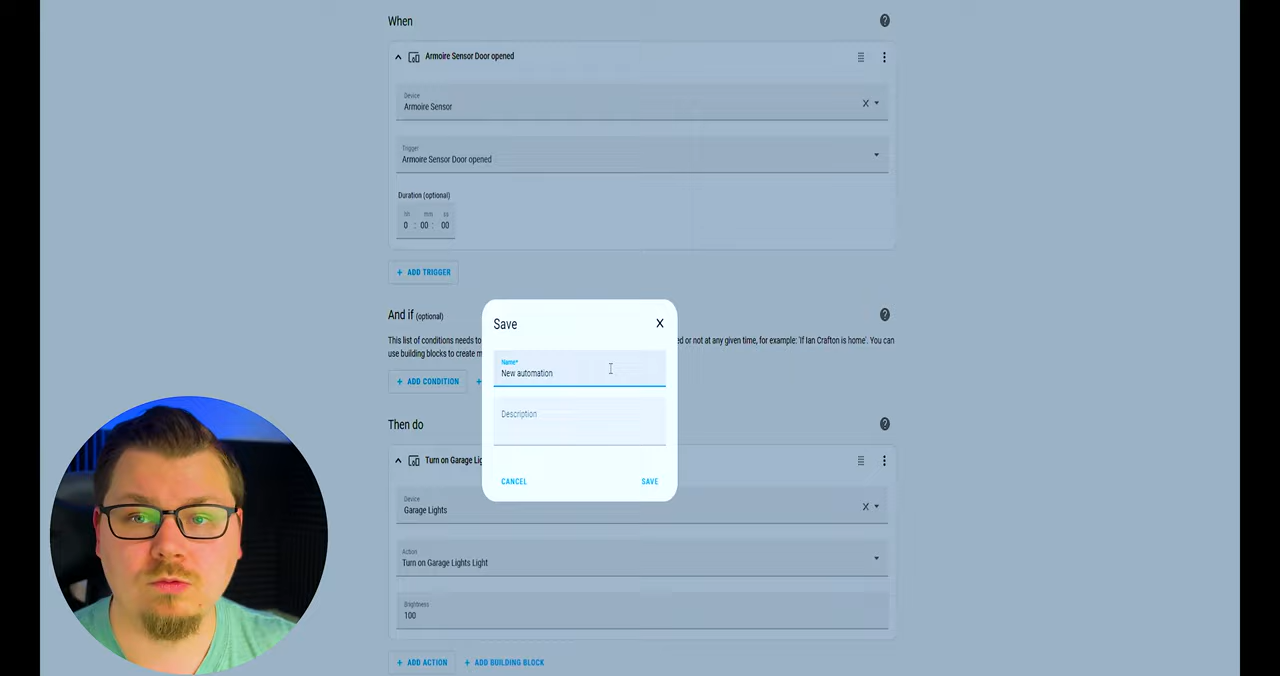 When
Armoire Sensor Door opened
Device
Armoire Sensor
Trigger
Armoire Sensor Door opened
Duration (optional)
hh mm ss
0 : 00 : 00
+ ADD TRIGGER
And if (optional)
This list of conditions needs to
ed or not at any given time, for example: 'If Ian Crafton is home'. You can
use building blocks to create m
+ ADD CONDITION +
Save
X
Name*
New automation
Description
CANCEL
SAVE
Then do
Turn on Garage Lig
Device
Garage Lights
Action
Turn on Garage Lights Light
Brightness
100
+ ADD ACTION + ADD BUILDING BLOCK